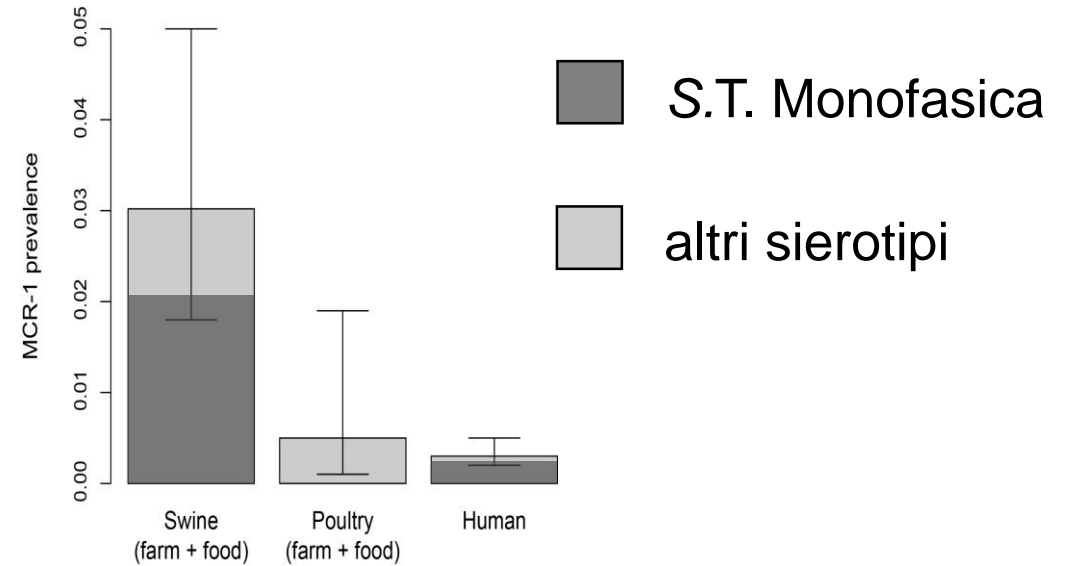 MCR-1 prevalence
0.05
0.04
0.03
0.02
0.01
0.00
Swine
(farm + food)
Poultry
(farm + food)
Human
S.T. Monofasica
altri sierotipi